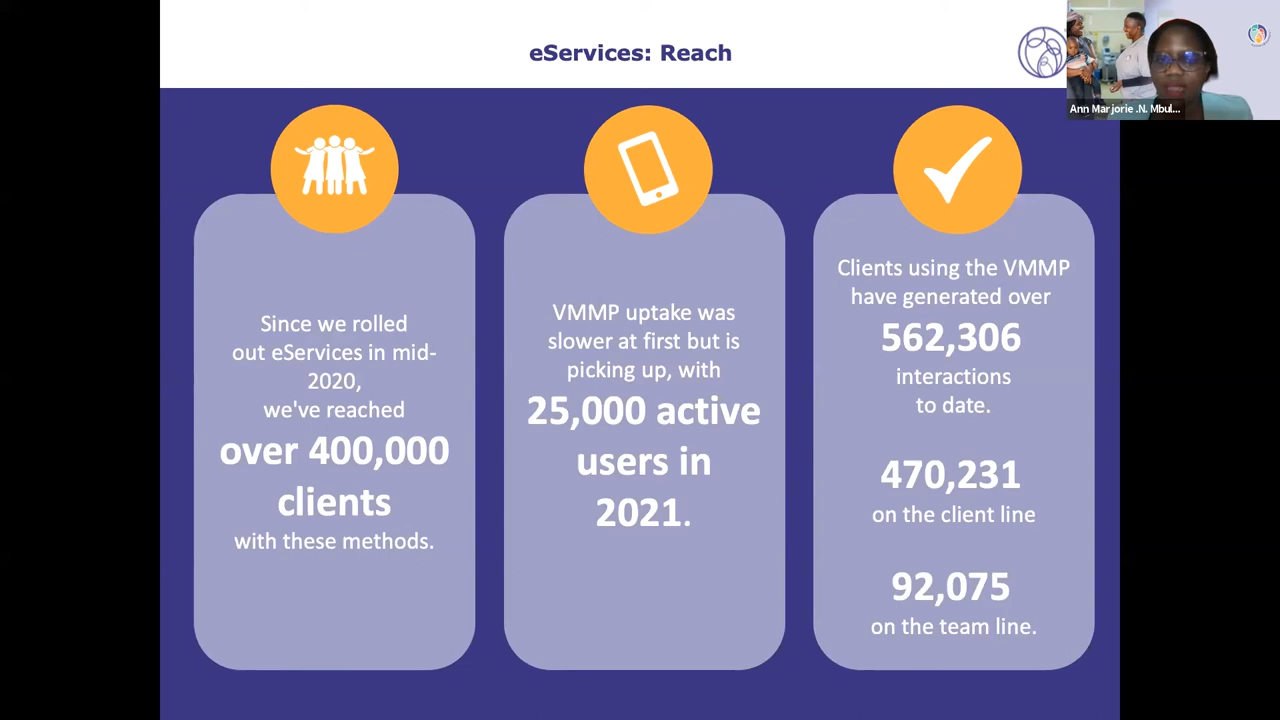 eServices: Reach
Ann Marjorie .N. Mbul...
Since we rolled
out eServices in mid-
2020,
we've reached
over 400,000
clients
with these methods.
VMMP uptake was
slower at first but is
picking up, with
25,000 active
users in
2021.
Clients using the VMMP
have generated over
562,306
interactions
to date.
470,231
on the client line
92,075
on the team line.